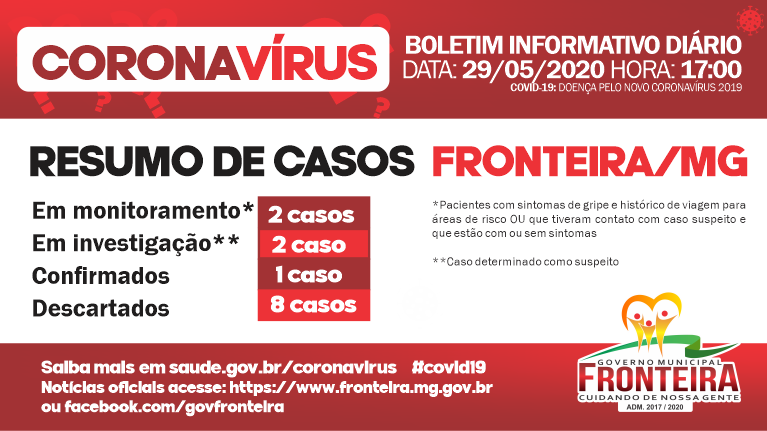 CORONAVÍRUS
BOLETIM INFORMATIVO DIÁRIO
DATA: 29/05/2020 HORA: 17:00
COVID-19: DOENÇA PELO NOVO CORONAVÍRUS 2019
RESUMO DE CASOS FRONTEIRA/MG
Em monitoramento* 2 casos
Em investigação** 2 caso
Confirmados 1 caso
Descartados 8 casos
*Pacientes com sintomas de gripe e histórico de viagem para
áreas de risco OU que tiveram contato com caso suspeito e
que estão com ou sem sintomas
**Caso determinado como suspeito
Saiba mais em saude.gov.br/coronavirus #covid19
Notícias oficiais acesse: https://www.fronteira.mg.gov.br
ou facebook.com/govfronteira
GOVERNO MUNICIPAL
FRONTEIRA
CUIDANDO DE NOSSA GENTE
ADM. 2017 / 2020